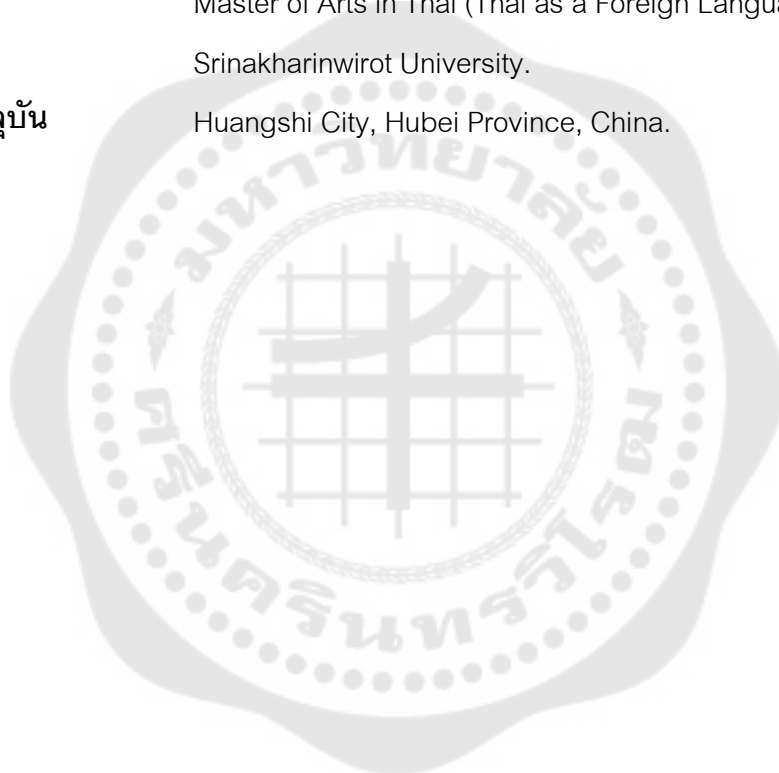 Master of Arts in Thai (Thai as a Foreign Langua
Srinakharinwirot University.
Huangshi City, Hubei Province, China.
มหาวิทยาลัย
ศรีนครินทรวิโรฒ